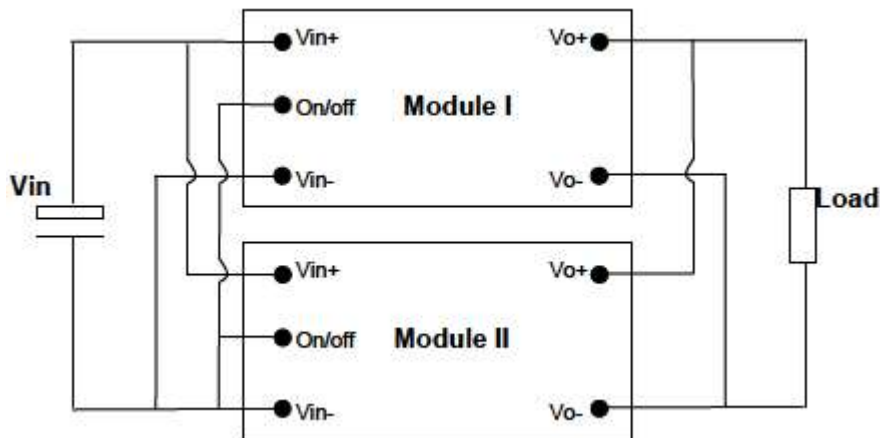 Vin+ Vo+
On/off Module I
Vin- Vo-
Vin
Load
Vin+ Vo+
On/off Module II
Vin- Vo-